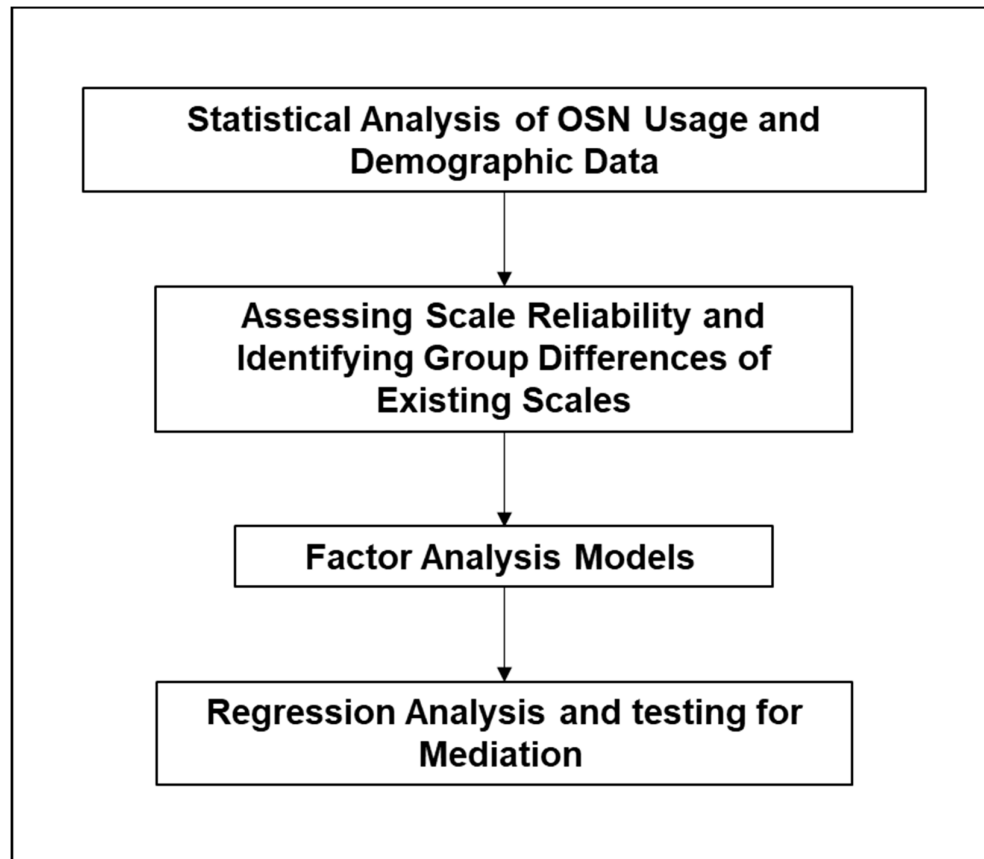 Statistical Analysis of OSN Usage and
Demographic Data
Assessing Scale Reliability and
Identifying Group Differences of
Existing Scales
Factor Analysis Models
Regression Analysis and testing for
Mediation